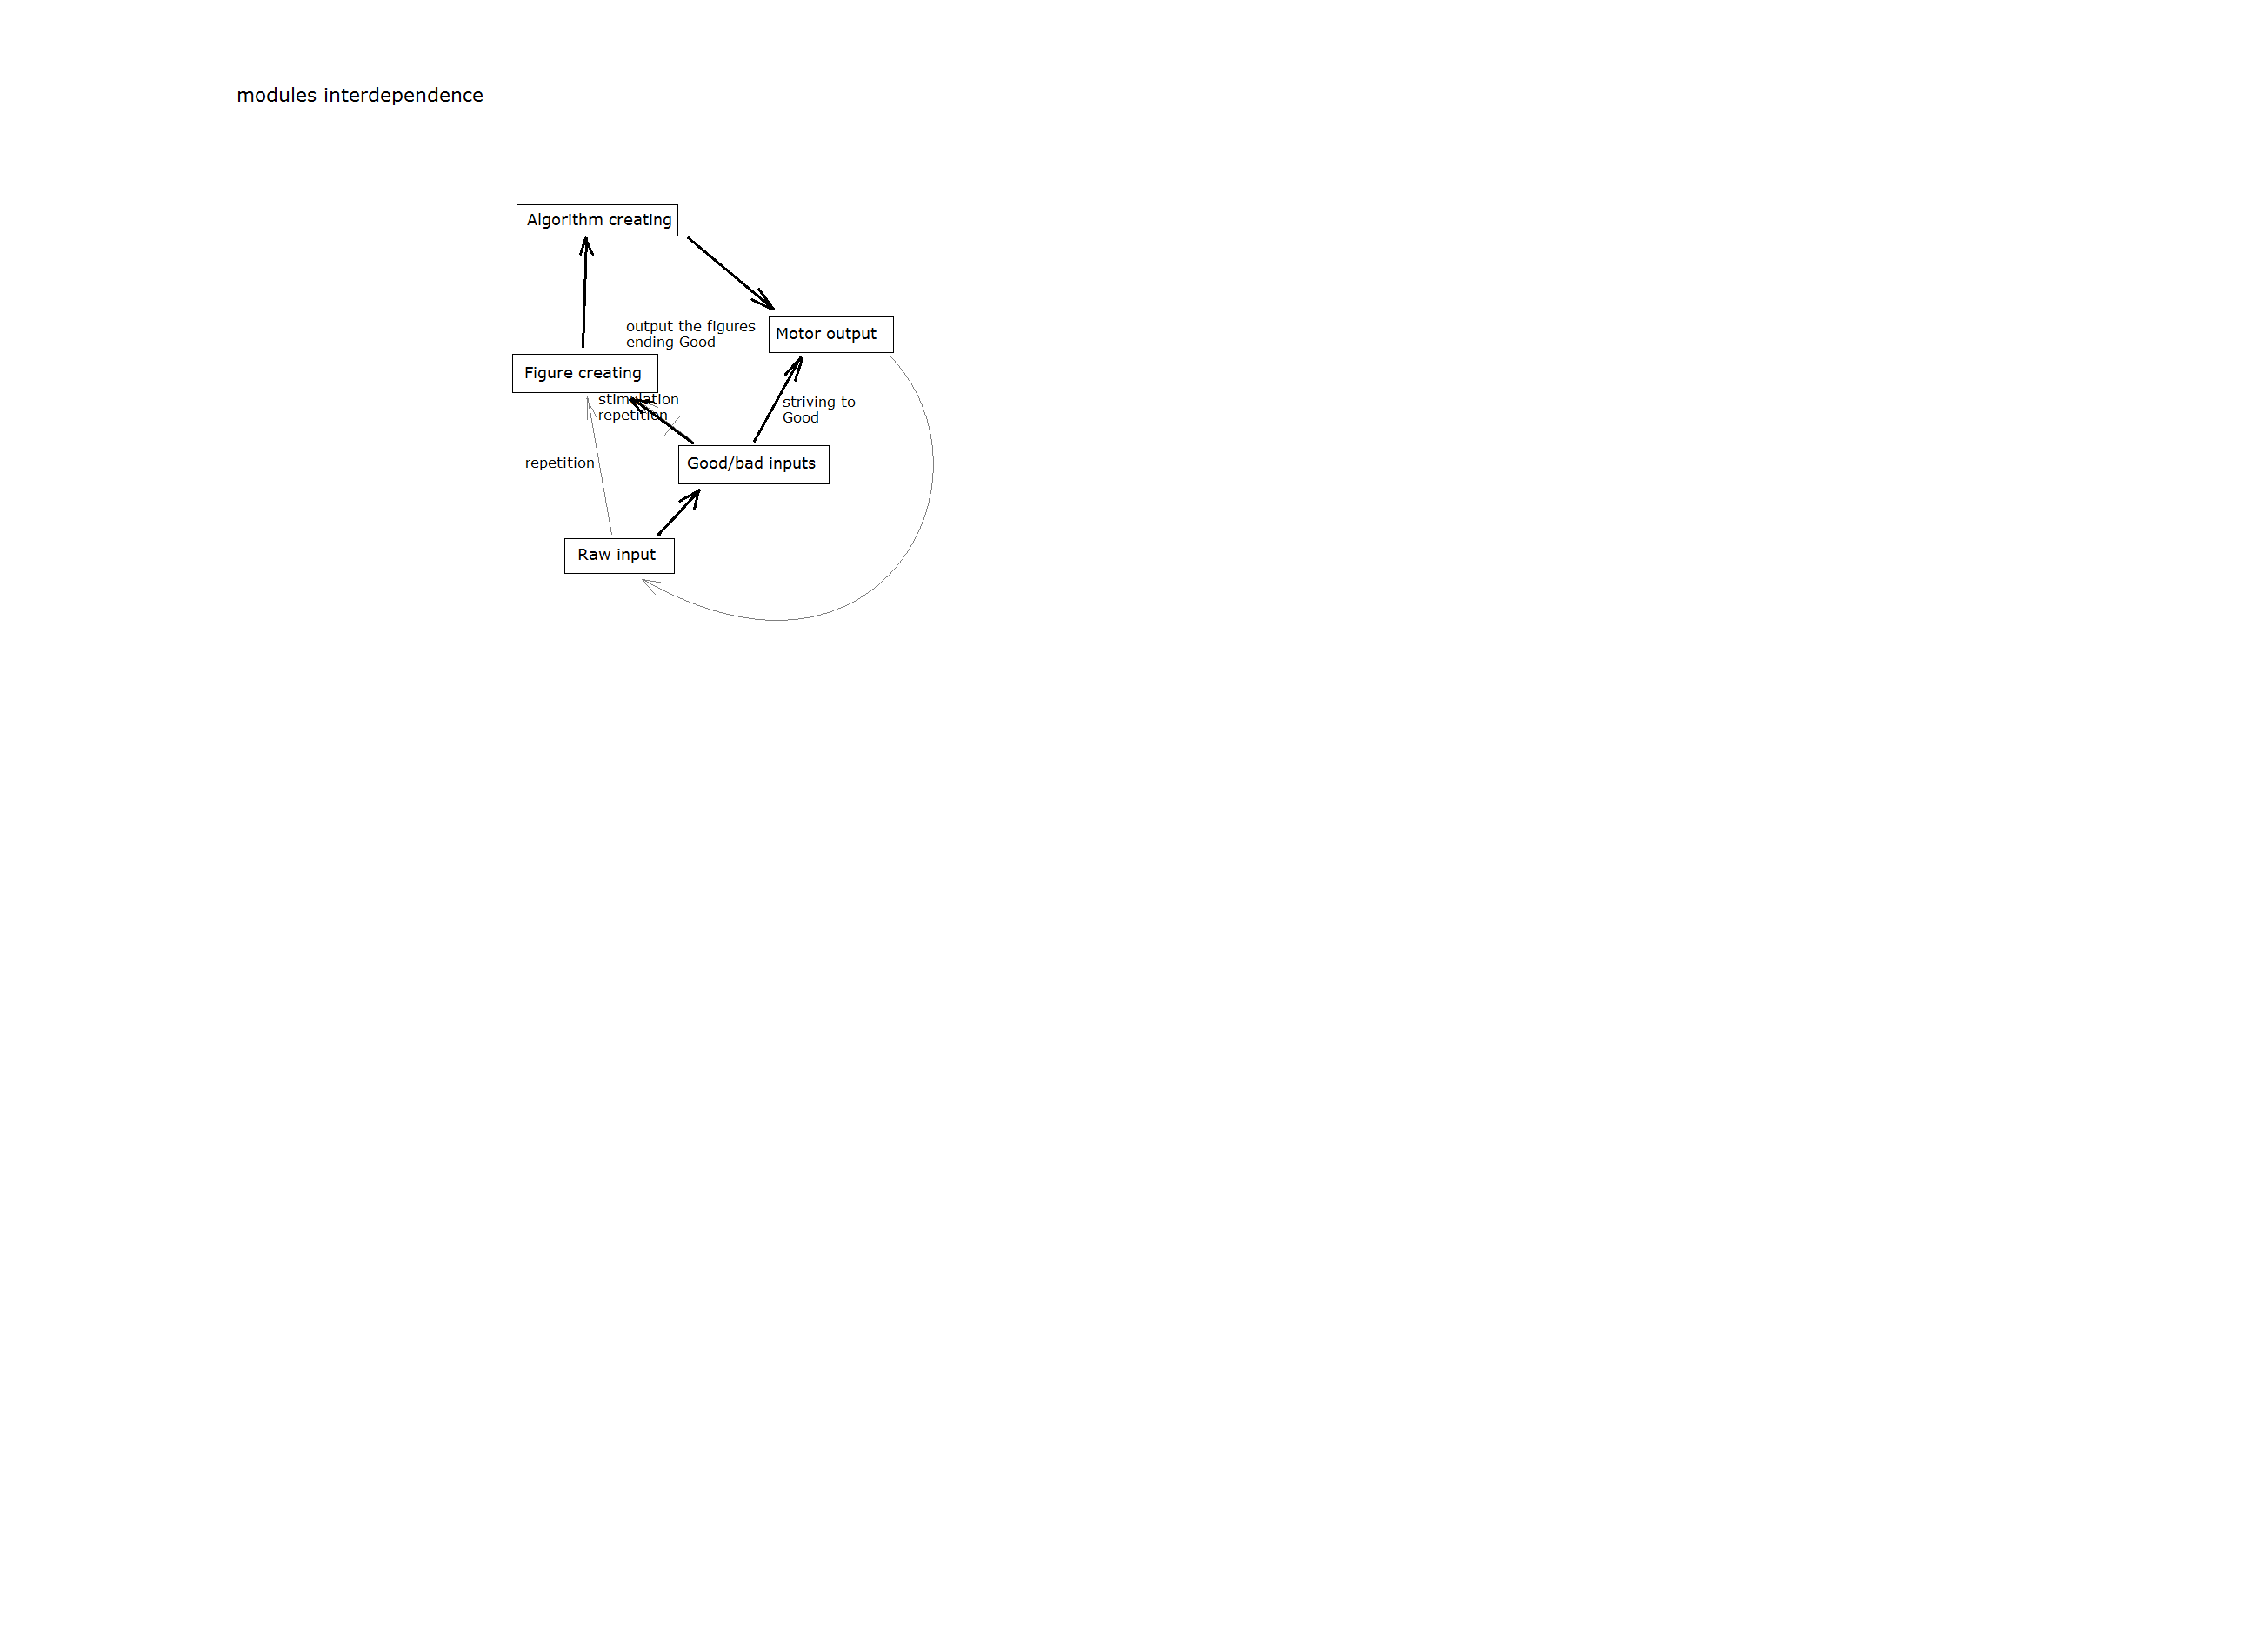 modules interdependence
Algorithm creating
output the figures
ending Good
Motor output
Figure creating
stimulation
repetition
striving to
Good
repetition
Good/bad inputs
Raw input